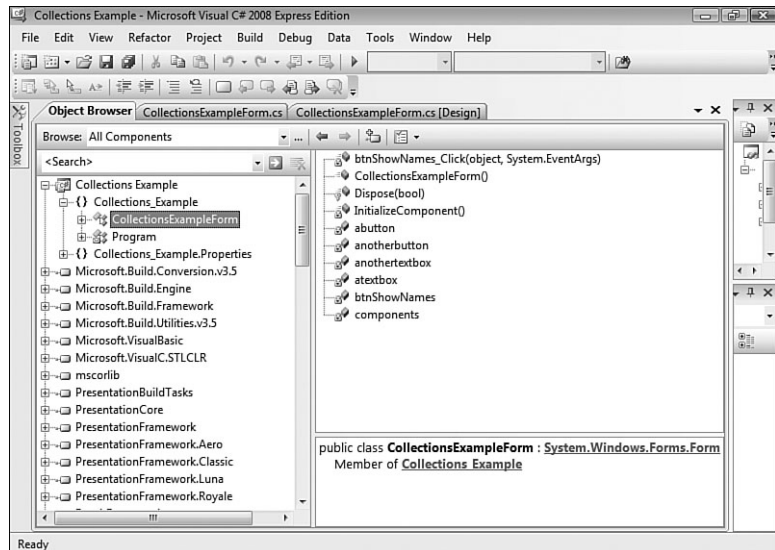 Collections Example - Microsoft Visual C# 2008 Express Edition
File Edit View Refactor Project Build Debug Data Tools Window Help
Toolbox
Object Browser CollectionsExampleForm.cs CollectionsExampleForm.cs [Design]
Browse: All Components
<Search>
Collections Example
{} Collections_Example
CollectionsExampleForm
Program
{} Collections_Example.Properties
Microsoft.Build.Conversion.v3.5
Microsoft.Build.Engine
Microsoft.Build.Framework
Microsoft.Build.Utilities.v3.5
Microsoft.VisualBasic
Microsoft.VisualC.STLCLR
mscorlib
PresentationBuildTasks
PresentationCore
PresentationFramework
PresentationFramework.Aero
PresentationFramework.Classic
PresentationFramework.Luna
PresentationFramework.Royale
btnShowNames_Click(object, System.EventArgs)
CollectionsExampleForm()
Dispose(bool)
InitializeComponent()
abutton
anotherbutton
anothertextbox
atextbox
btnShowNames
components
public class CollectionsExampleForm : System.Windows.Forms.Form
Member of Collections_Example
Ready